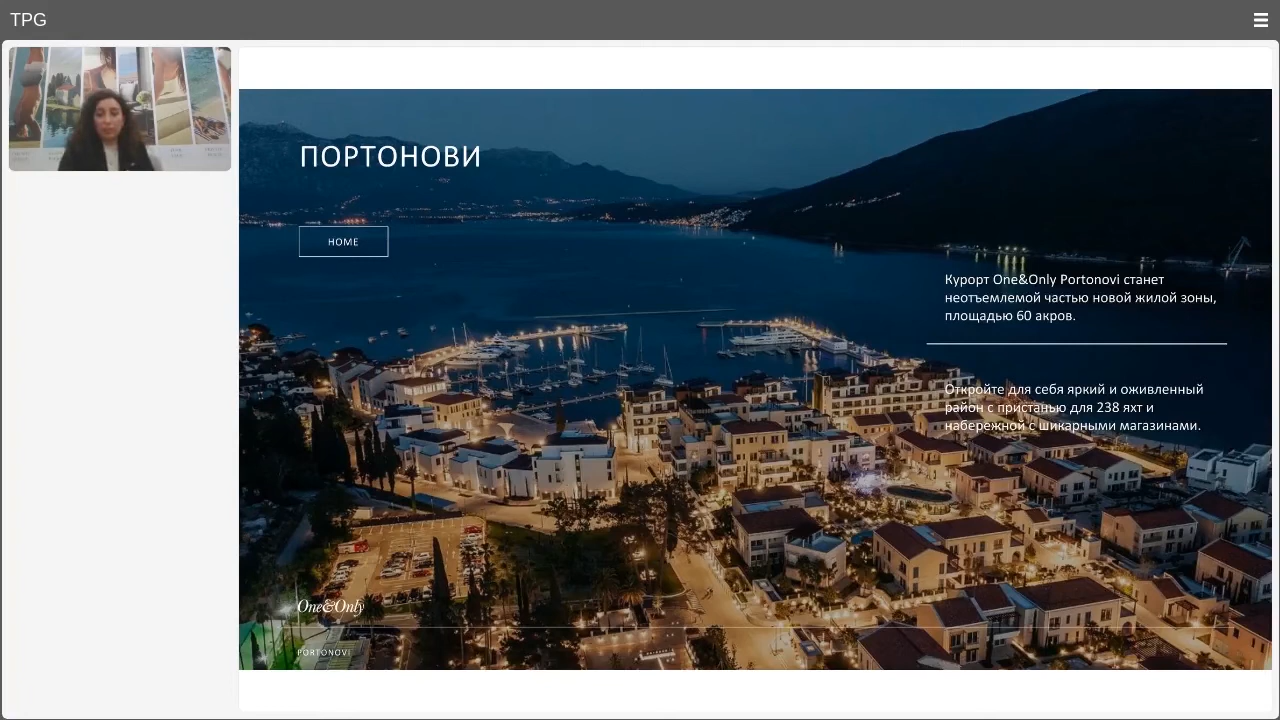 TPG
ПОРТОНОВИ
HOME
Курорт One&Only Portonovi станет
неотъемлемой частью новой жилой зоны,
площадью 60 акров.
Откройте для себя яркий и оживленный
район с пристанью для 238 яхт и
набережной с шикарными магазинами.
One&Only
PORTONOVI